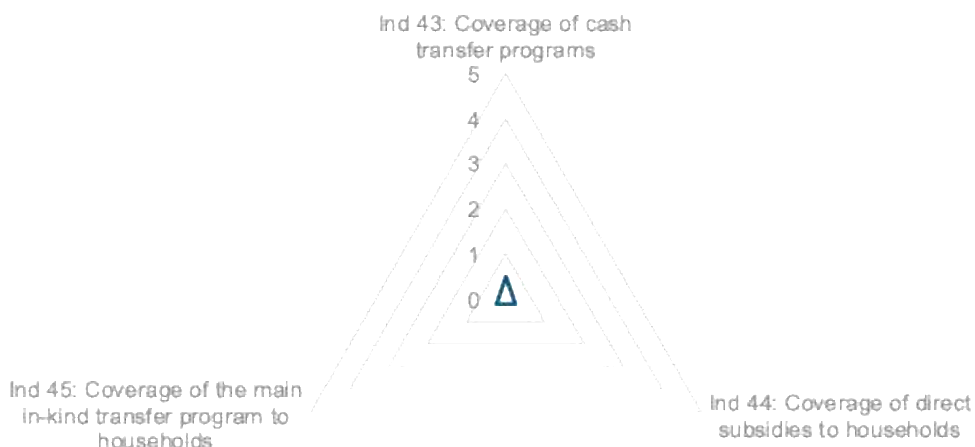 Ind 43: Coverage of cash
transfer programs
5
4
3
2
1
0
Ind 45: Coverage of the main
in-kind transfer program to
households
Ind 44: Coverage of direct
subsidies to households